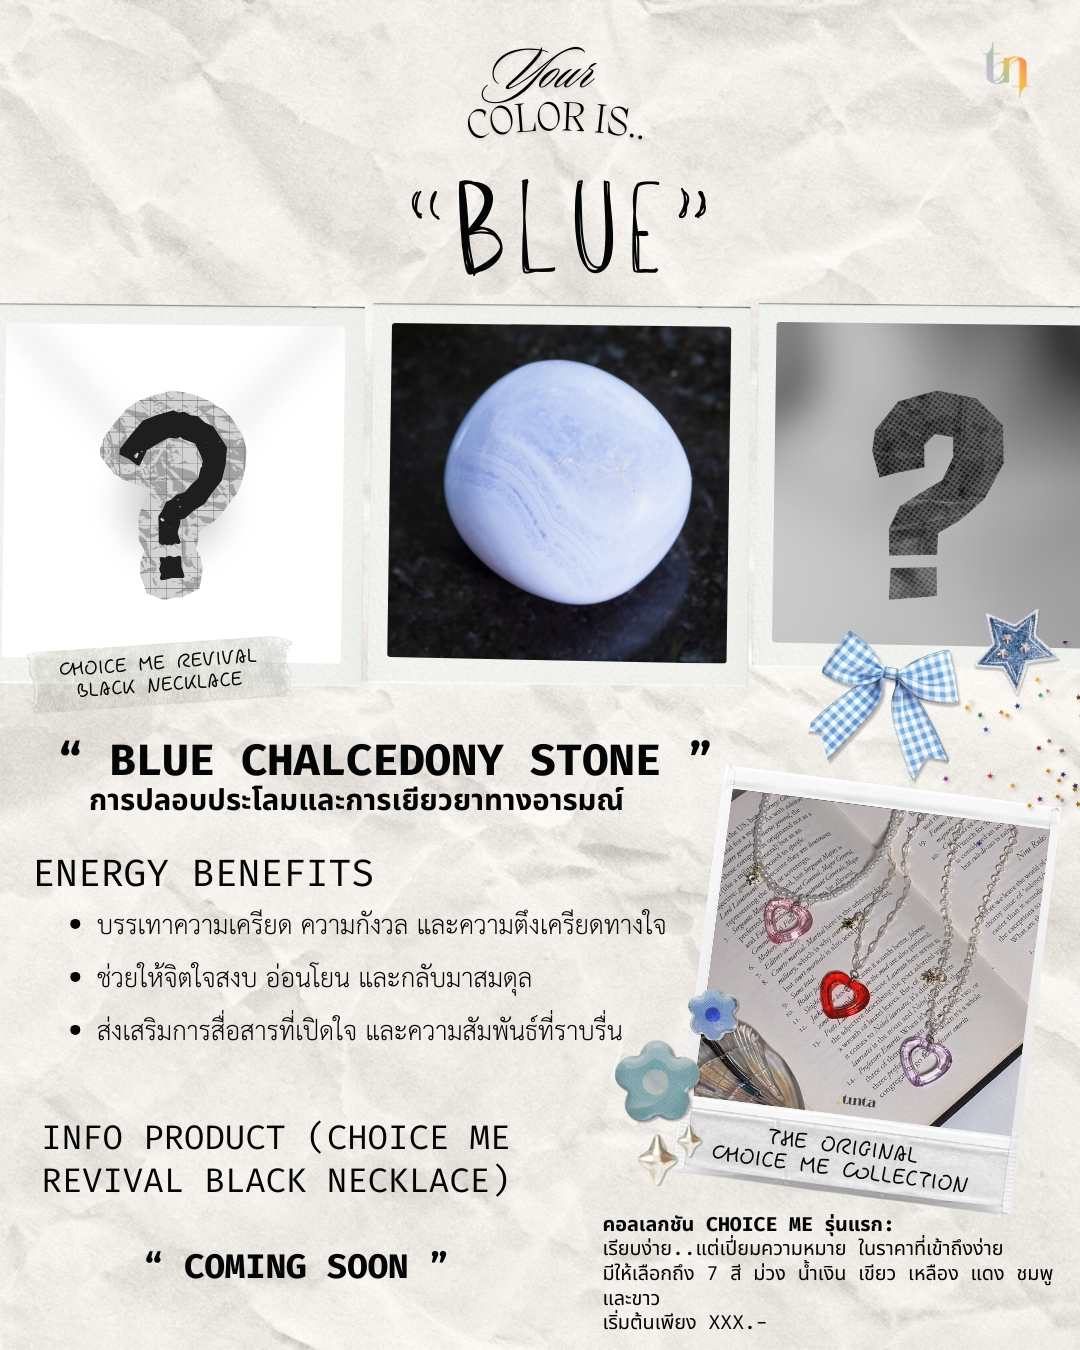 Your
COLOR IS..
"BLUE"
tn
CHOICE ME REVIVAL
BLACK NECKLACE
“ BLUE CHALCEDONY STONE ”
การปลอบประโลมและการเยียวยาทางอารมณ์
ENERGY BENEFITS
• บรรเทาความเครียด ความกังวล และความตึงเครียดทางใจ
• ช่วยให้จิตใจสงบ อ่อนโยน และกลับมาสมดุล
• ส่งเสริมการสื่อสารที่เปิดใจ และความสัมพันธ์ที่ราบรื่น
INFO PRODUCT (CHOICE ME
REVIVAL BLACK NECKLACE)
“ COMING SOON ”
.tunta
THE ORIGINAL
CHOICE ME COLLECTION
คอลเลกชัน CHOICE ME รุ่นแรก:
เรียบง่าย..แต่เปี่ยมความหมาย ในราคาที่เข้าถึงง่าย
มีให้เลือกถึง 7 สี ม่วง น้ำเงิน เขียว เหลือง แดง ชมพู
และขาว
เริ่มต้นเพียง XXX.-